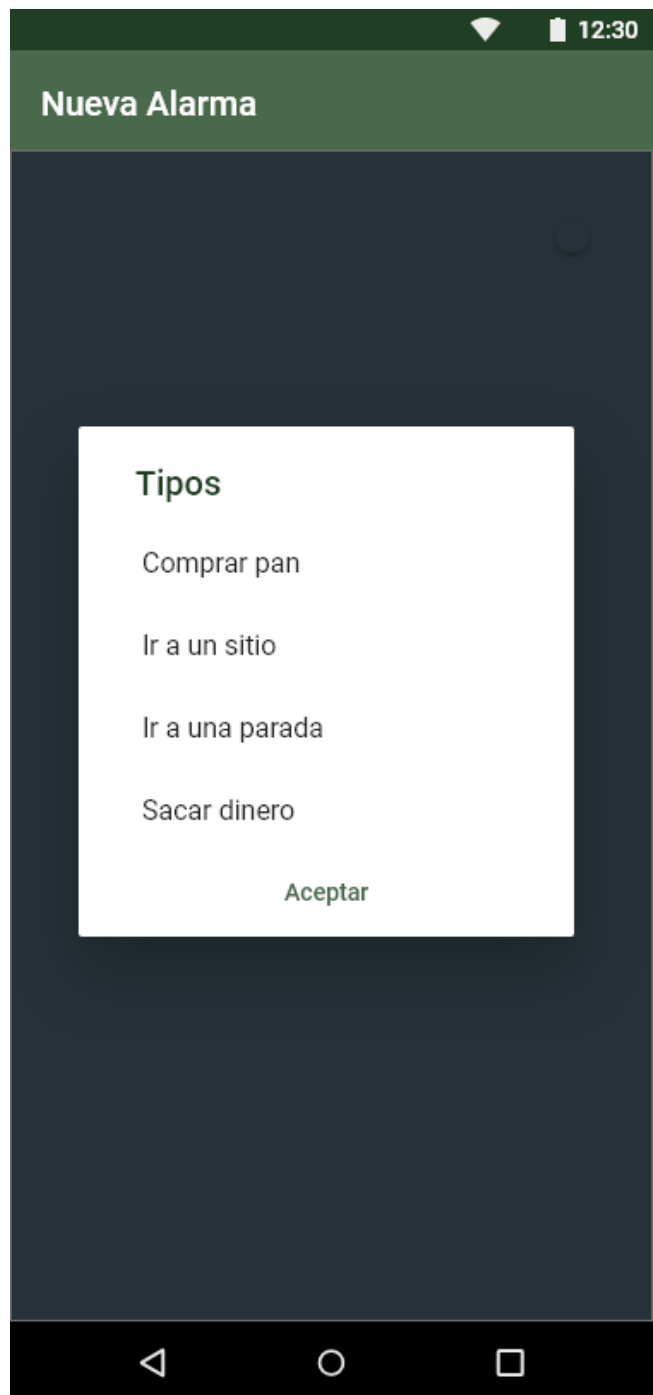 12:30
Nueva Alarma
Tipos
Comprar pan
Ir a un sitio
Ir a una parada
Sacar dinero
Aceptar